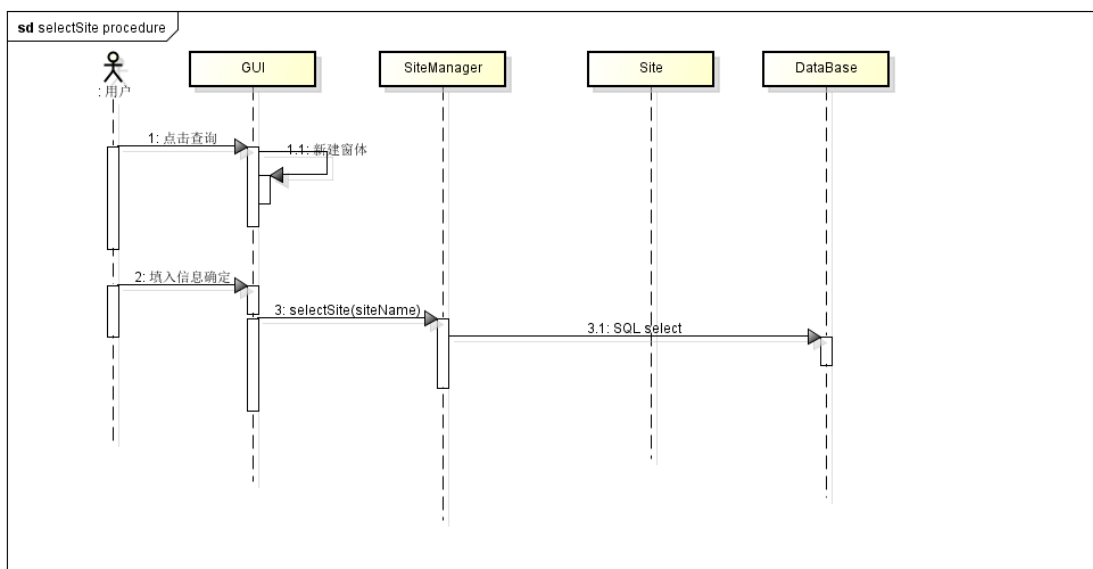 sd selectSite procedure
GUI
SiteManager
Site
DataBase
: 用户
1: 点击查询
1.1: 新建窗体
2: 填入信息确定
3: selectSite(siteName)
3.1: SQL select